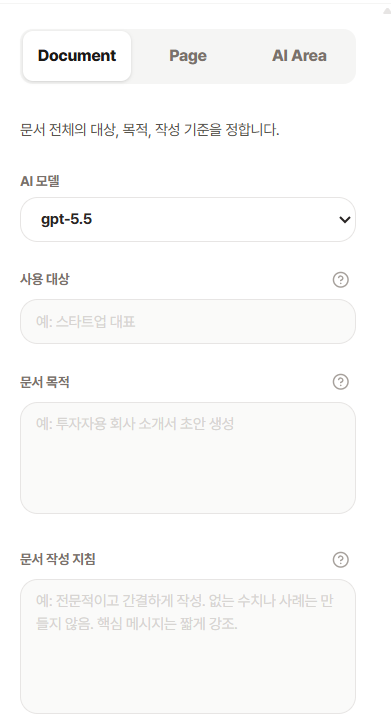 Document Page AI Area
문서 전체의 대상, 목적, 작성 기준을 정합니다.
AI 모델
gpt-5.5
사용 대상
예: 스타트업 대표
문서 목적
예: 투자자용 회사 소개서 초안 생성
문서 작성 지침
예: 전문적이고 간결하게 작성. 없는 수치나 사례는 만
들지 않음. 핵심 메시지는 짧게 강조.